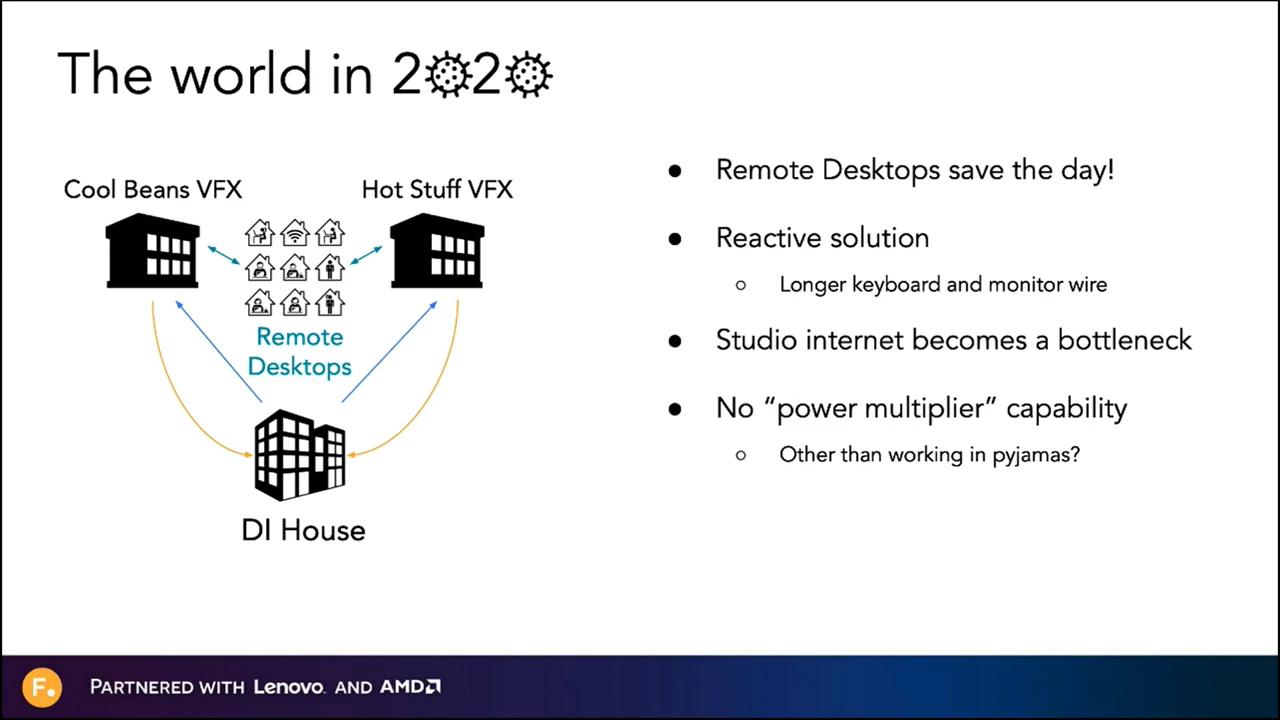 The world in 2020
Cool Beans VFX
Hot Stuff VFX
Remote
Desktops
DI House
● Remote Desktops save the day!
● Reactive solution
○ Longer keyboard and monitor wire
● Studio internet becomes a bottleneck
● No “power multiplier” capability
○ Other than working in pyjamas?
F.
PARTNERED WITH Lenovo. AND AMD